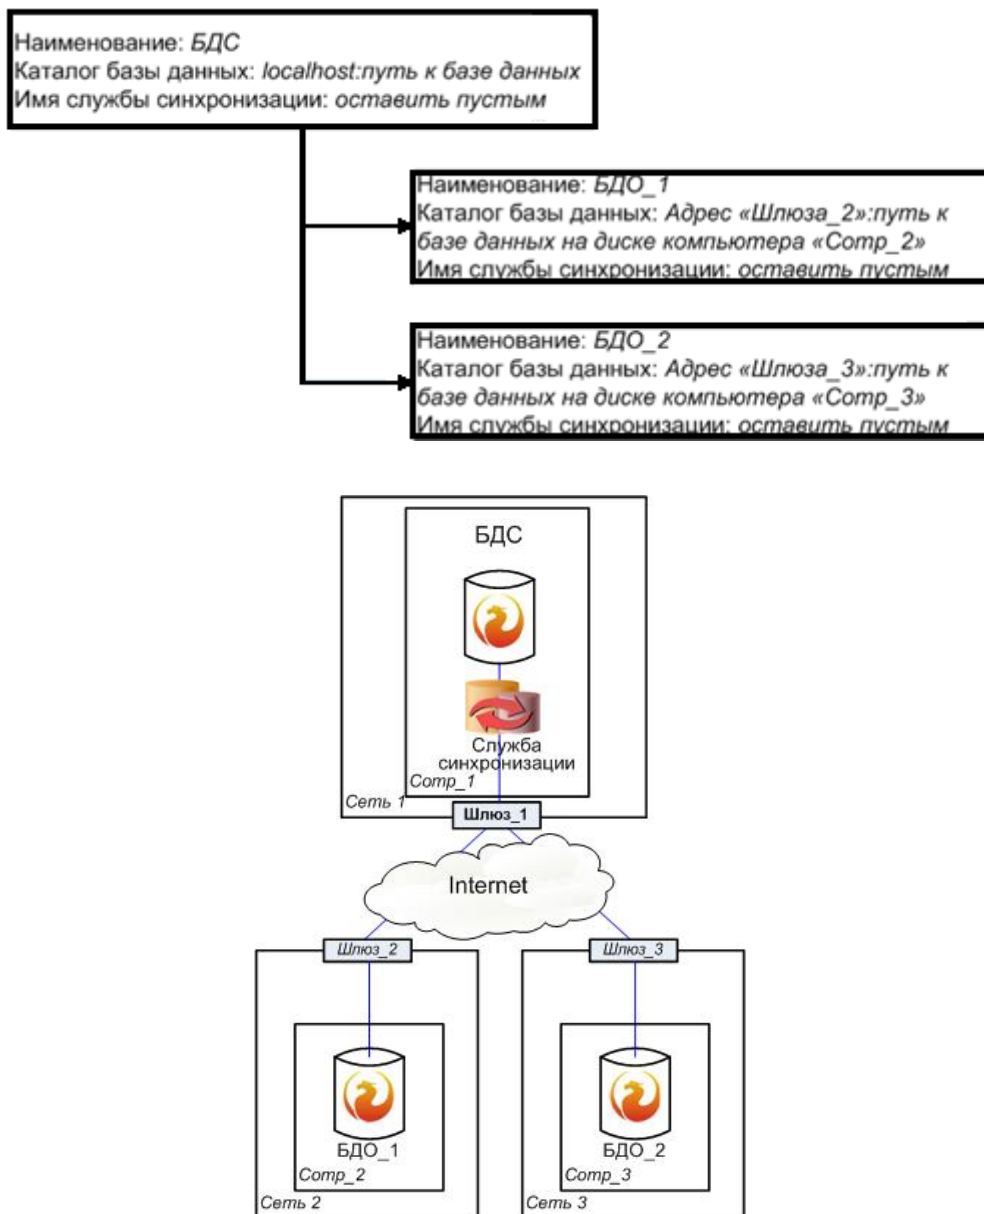 Наименование: БДС
Каталог базы данных: localhost:путь к базе данных
Имя службы синхронизации: оставить пустым
Наименование: БДО_1
Каталог базы данных: Адрес «Шлюза_2»:путь к
базе данных на диске компьютера «Comp_2»
Имя службы синхронизации: оставить пустым
Наименование: БДО_2
Каталог базы данных: Адрес «Шлюза_3»:путь к
базе данных на диске компьютера «Comp_3»
Имя службы синхронизации: оставить пустым
БДС
Служба
синхронизации
Comp_1
Сеть 1
Шлюз_1
Internet
Шлюз_2
Шлюз_3
БДО_1
БДО_2
Comp_2
Comp_3
Сеть 2
Сеть 3